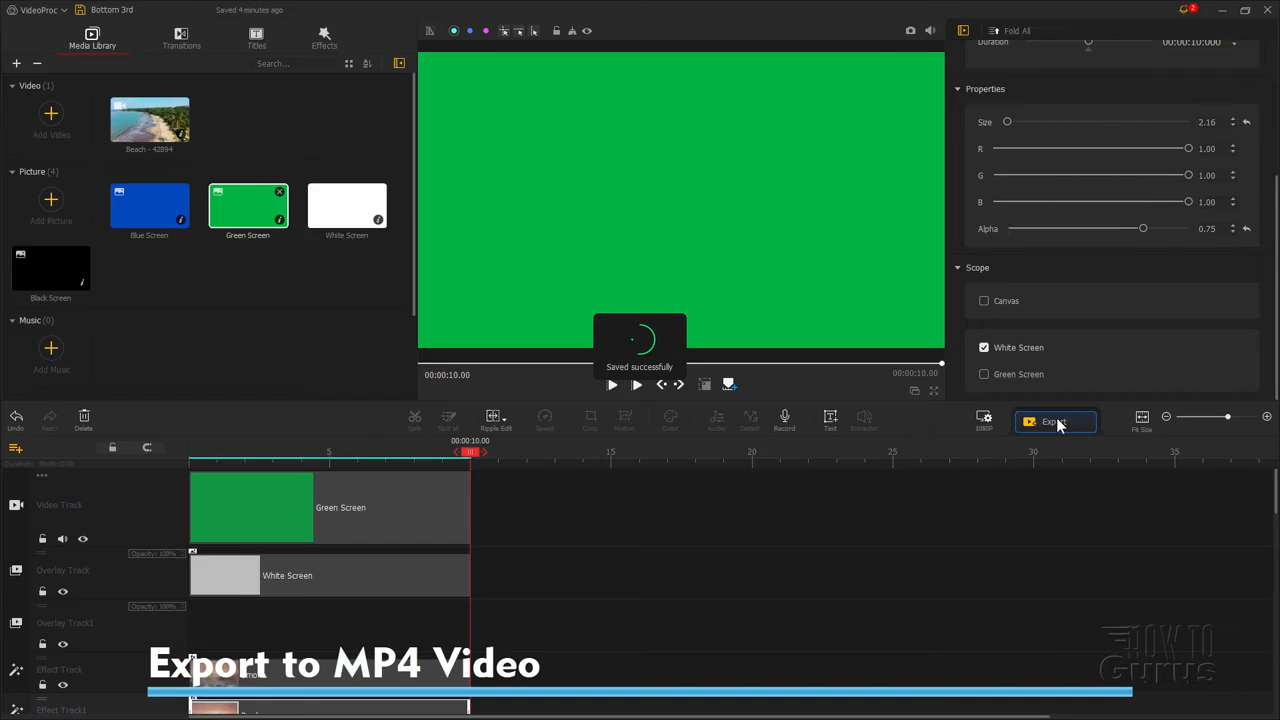 VideoProc
Bottom 3rd
Saved 4 minutes ago
2
Media Library
Transitions
Titles
Effects
Search...
Fold All
Duration
00:00:10:000
Video (1)
Add Video
Beach - 42894
Picture (4)
Add Picture
Blue Screen
Green Screen
White Screen
Black Screen
Music (0)
Add Music
Properties
Size
2.16
R
1.00
G
1.00
B
1.00
Alpha
0.75
Scope
Canvas
White Screen
Green Screen
Saved successfully
00:00:10.00
00:00:10.00
Undo
Redo
Delete
Split
Split all
Ripple Edit
Speed
Crop
Motion
Color
Audio
Detach
Record
Text
Enhancer
1080P
Export
Fit Size
00:00:10.00
5
15
20
25
30
35
Video Track
Green Screen
Opacity: 100%
Overlay Track
White Screen
Opacity: 100%
Overlay Track1
Effect Track
Effect Track1
Export to MP4 Video
HOWTO
GURUS